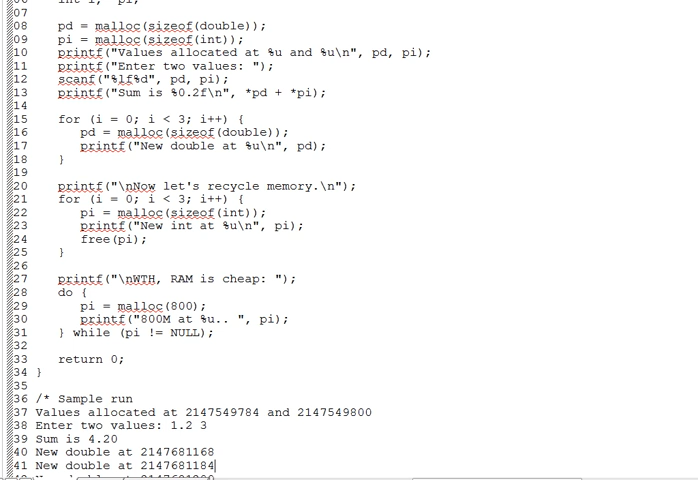 07
08 pd = malloc(sizeof(double));
09 pi = malloc(sizeof(int));
10 printf("Values allocated at %u and %u\n", pd, pi);
11 printf("Enter two values: ");
12 scanf("%lf%d", pd, pi);
13 printf("Sum is %0.2f\n", *pd + *pi);
14
15 for (i = 0; i < 3; i++) {
16 pd = malloc(sizeof(double));
17 printf("New double at %u\n", pd);
18 }
19
20 printf("\nNow let's recycle memory.\n");
21 for (i = 0; i < 3; i++) {
22 pi = malloc(sizeof(int));
23 printf("New int at %u\n", pi);
24 free(pi);
25 }
26
27 printf("\nWTH, RAM is cheap: ");
28 do {
29 pi = malloc(800);
30 printf("800M at %u.. ", pi);
31 } while (pi != NULL);
32
33 return 0;
34 }
35
36 /* Sample run
37 Values allocated at 2147549784 and 2147549800
38 Enter two values: 1.2 3
39 Sum is 4.20
40 New double at 2147681168
41 New double at 2147681184